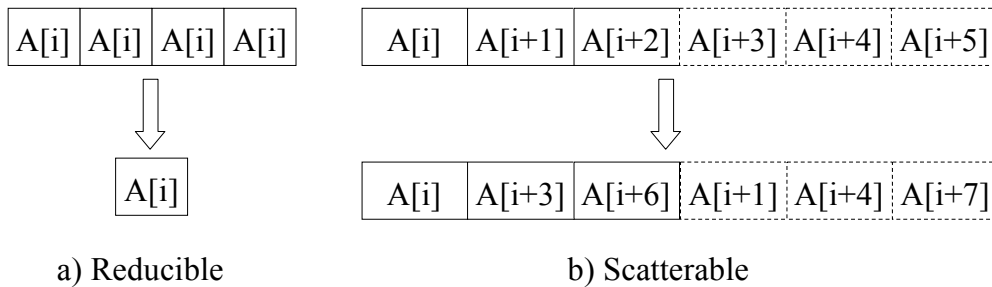 A[i] A[i] A[i] A[i] A[i] A[i+1] A[i+2] A[i+3] A[i+4] A[i+5]
A[i] A[i] A[i+3] A[i+6] A[i+1] A[i+4] A[i+7]
a) Reducible b) Scatterable